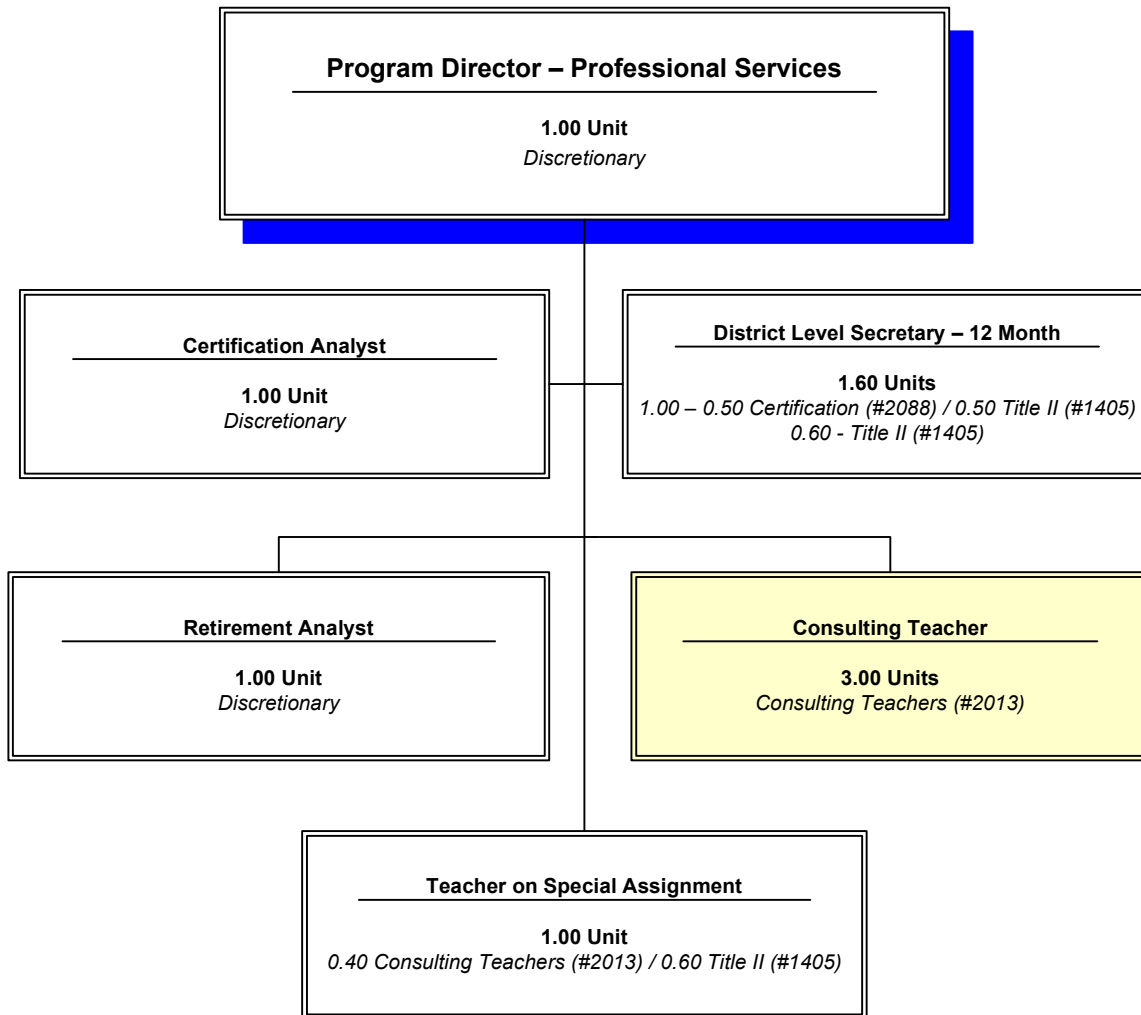 Program Director – Professional Services
1.00 Unit
Discretionary
Certification Analyst
1.00 Unit
Discretionary
District Level Secretary – 12 Month
1.60 Units
1.00 – 0.50 Certification (#2088) / 0.50 Title II (#1405)
0.60 - Title II (#1405)
Retirement Analyst
1.00 Unit
Discretionary
Consulting Teacher
3.00 Units
Consulting Teachers (#2013)
Teacher on Special Assignment
1.00 Unit
0.40 Consulting Teachers (#2013) / 0.60 Title II (#1405)